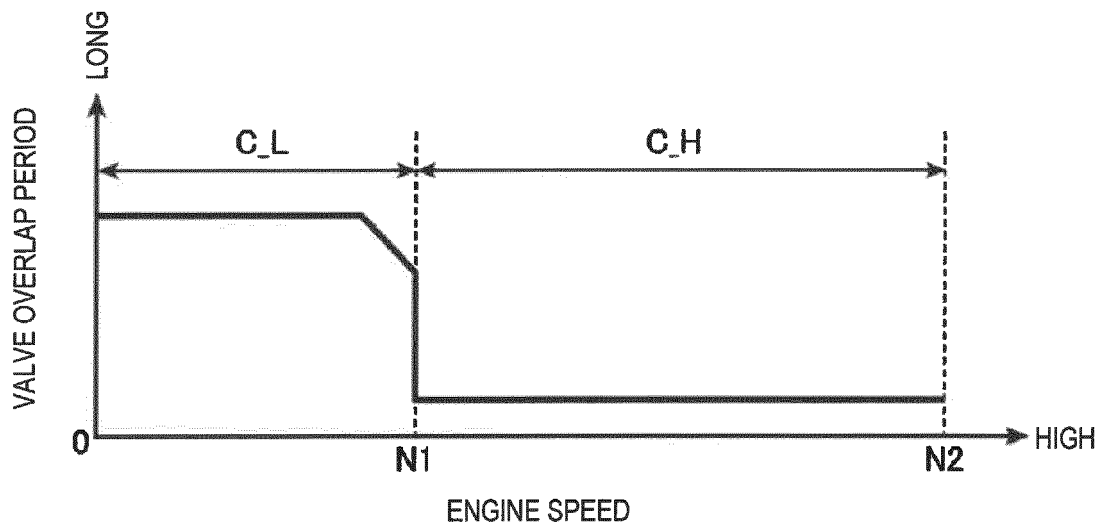 LONG
VALVE OVERLAP PERIOD
C_L
C_H
0
N1
N2
HIGH
ENGINE SPEED